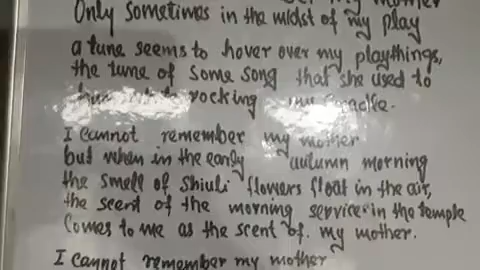 my mother
Only sometimes in the midst of my play
a tune seems to hover over my playthings,
the tune of some song that she used to
rocking my cradle.
I cannot remember my mother
but when in the early autumn morning
the smell of shiuli flowers float in the air,
the scent of the morning service in the temple
Comes to me as the scent of my mother.
I cannot remember my mother